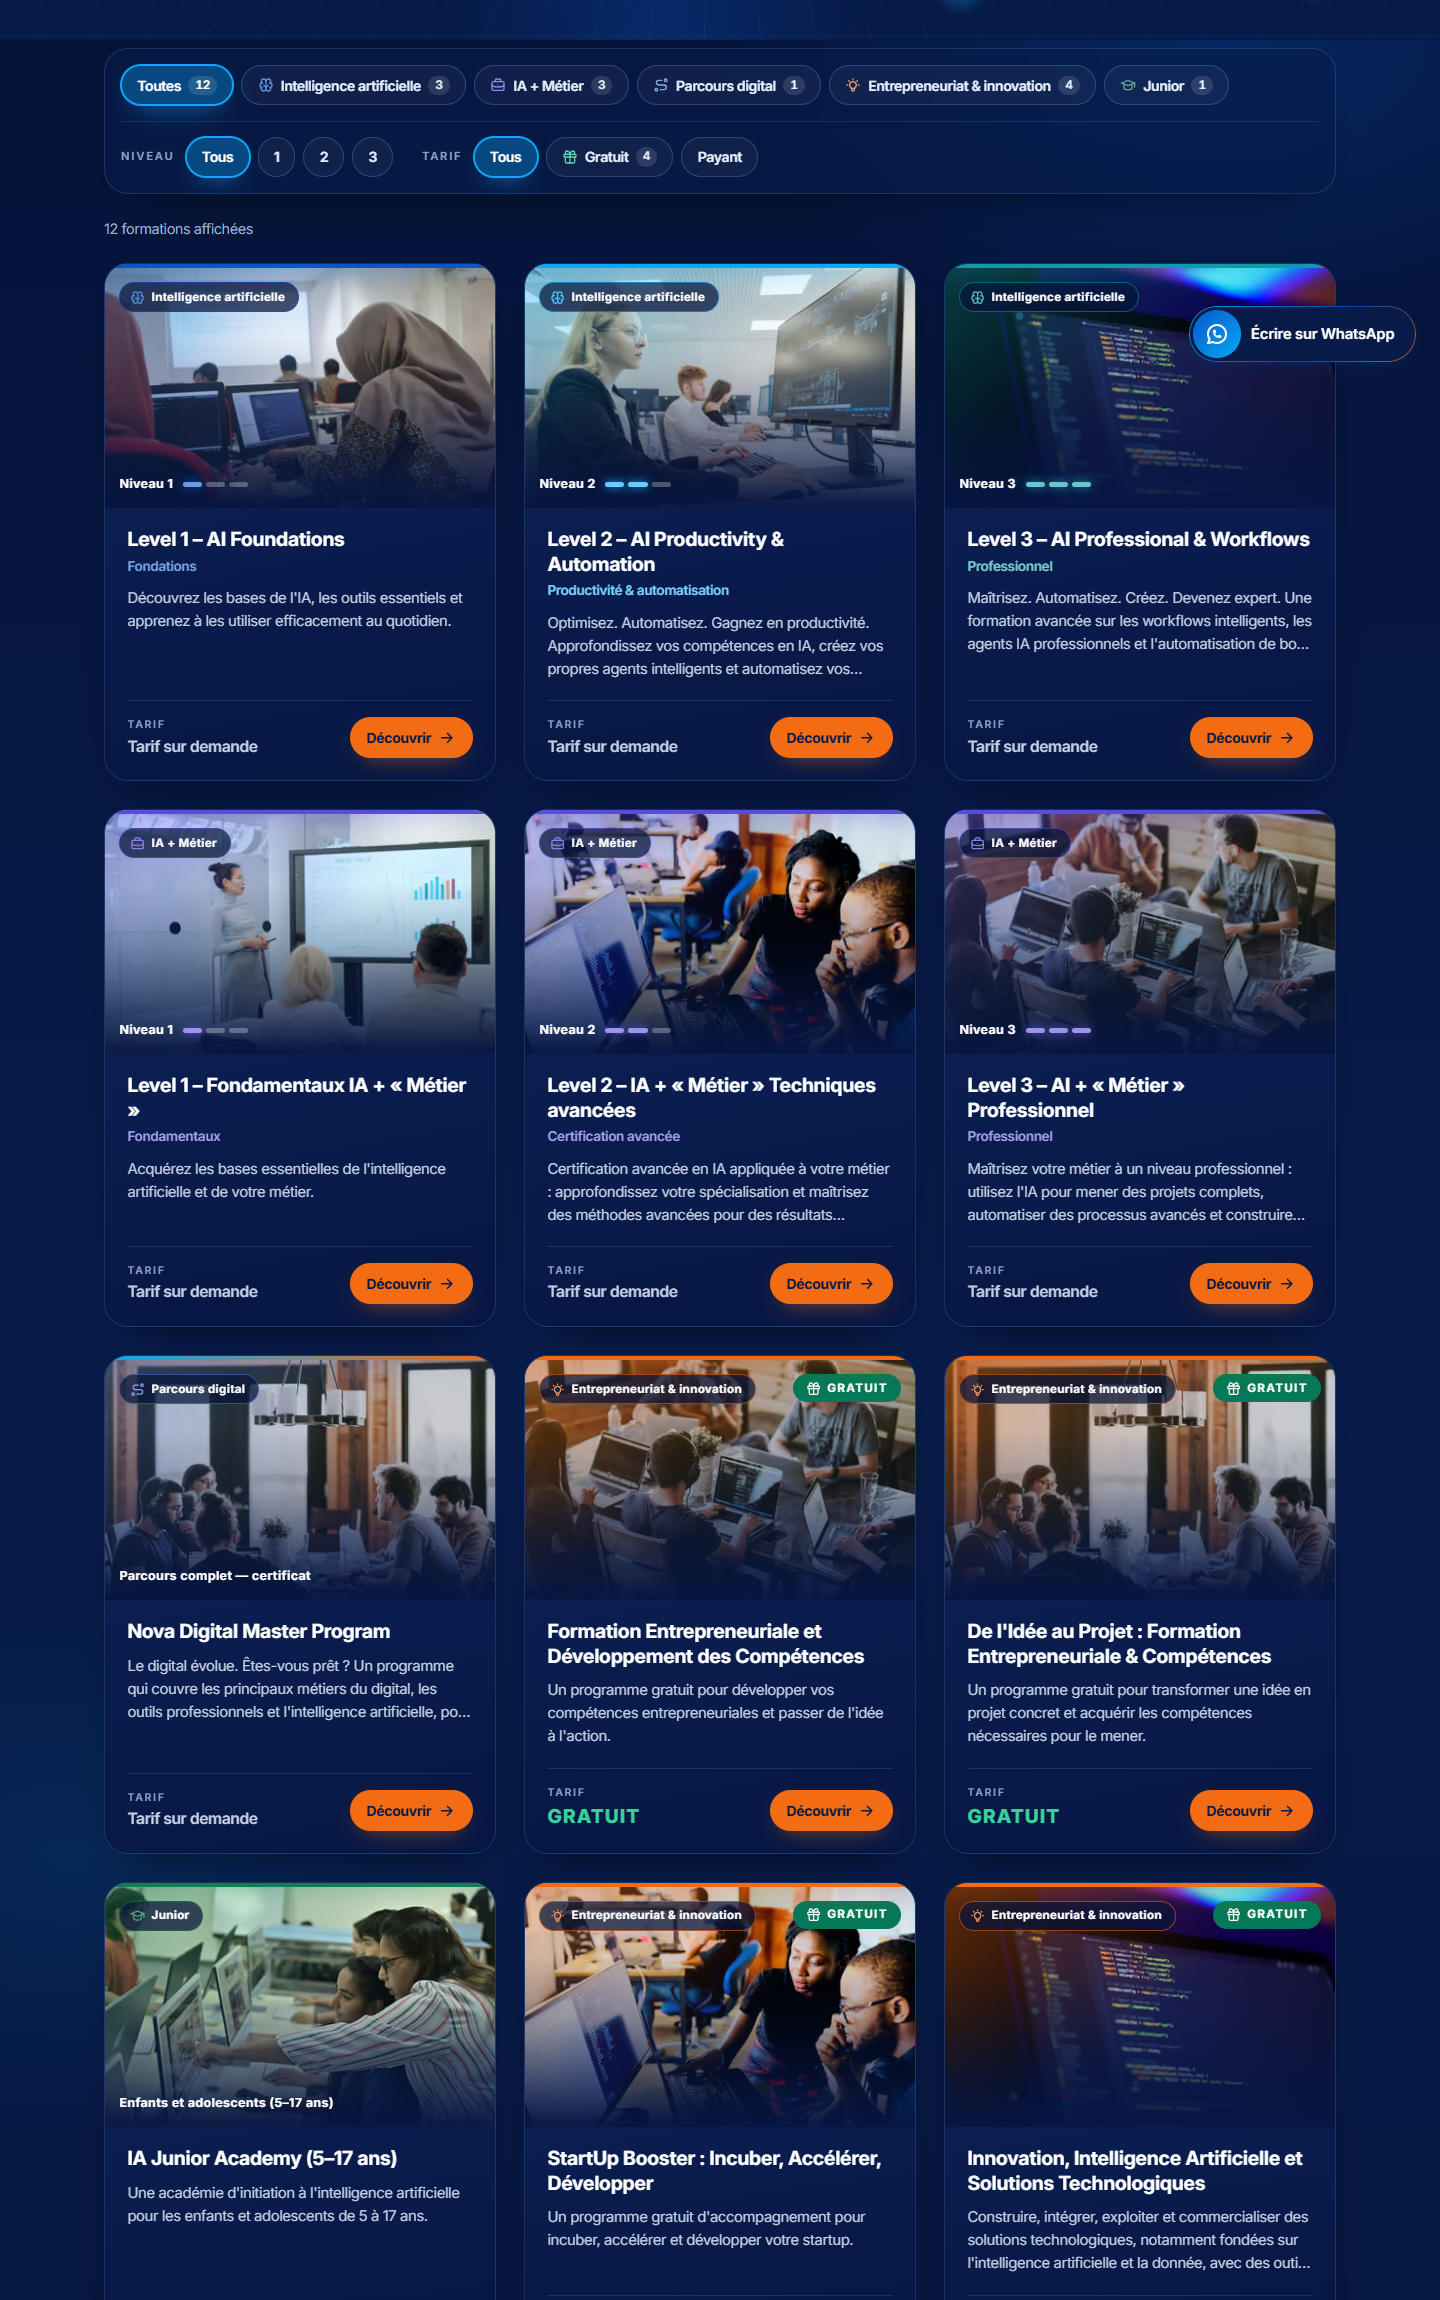 Toutes 12
Intelligence artificielle 3
IA + Métier 3
Parcours digital 1
Entrepreneuriat & innovation 4
Junior 1
NIVEAU Tous 1 2 3 TARIF Tous Gratuit 4 Payant
12 formations affichées
Intelligence artificielle
Niveau 1
Level 1 – AI Foundations
Fondations
Découvrez les bases de l'IA, les outils essentiels et
apprenez à les utiliser efficacement au quotidien.
TARIF
Tarif sur demande
Découvrir →
Intelligence artificielle
Niveau 2
Level 2 – AI Productivity &
Automation
Productivité & automatisation
Optimisez. Automatisez. Gagnez en productivité.
Approfondissez vos compétences en IA, créez vos
propres agents intelligents et automatisez vos...
TARIF
Tarif sur demande
Découvrir →
Intelligence artificielle
Écrire sur WhatsApp
Niveau 3
Level 3 – AI Professional & Workflows
Professionnel
Maîtrisez. Automatisez. Créez. Devenez expert. Une
formation avancée sur les workflows intelligents, les
agents IA professionnels et l'automatisation de bo...
TARIF
Tarif sur demande
Découvrir →
IA + Métier
Niveau 1
Level 1 – Fondamentaux IA + « Métier
»
Fondamentaux
Acquérez les bases essentielles de l'intelligence
artificielle et de votre métier.
TARIF
Tarif sur demande
Découvrir →
IA + Métier
Niveau 2
Level 2 – IA + « Métier » Techniques
avancées
Certification avancée
Certification avancée en IA appliquée à votre métier
: approfondissez votre spécialisation et maîtrisez
des méthodes avancées pour des résultats...
TARIF
Tarif sur demande
Découvrir →
IA + Métier
Niveau 3
Level 3 – AI + « Métier »
Professionnel
Professionnel
Maîtrisez votre métier à un niveau professionnel :
utilisez l'IA pour mener des projets complets,
automatiser des processus avancés et construire...
TARIF
Tarif sur demande
Découvrir →
Parcours digital
Parcours complet — certificat
Nova Digital Master Program
Le digital évolue. Êtes-vous prêt ? Un programme
qui couvre les principaux métiers du digital, les
outils professionnels et l'intelligence artificielle, po...
TARIF
Tarif sur demande
Découvrir →
Entrepreneuriat & innovation
GRATUIT
Formation Entrepreneuriale et
Développement des Compétences
Un programme gratuit pour développer vos
compétences entrepreneuriales et passer de l'idée
à l'action.
TARIF
GRATUIT
Découvrir →
Entrepreneuriat & innovation
GRATUIT
De l'Idée au Projet : Formation
Entrepreneuriale & Compétences
Un programme gratuit pour transformer une idée en
projet concret et acquérir les compétences
nécessaires pour le mener.
TARIF
GRATUIT
Découvrir →
Junior
Enfants et adolescents (5–17 ans)
IA Junior Academy (5–17 ans)
Une académie d'initiation à l'intelligence artificielle
pour les enfants et adolescents de 5 à 17 ans.
Entrepreneuriat & innovation
GRATUIT
StartUp Booster : Incuber, Accélérer,
Développer
Un programme gratuit d'accompagnement pour
incuber, accélérer et développer votre startup.
Entrepreneuriat & innovation
GRATUIT
Innovation, Intelligence Artificielle et
Solutions Technologiques
Construire, intégrer, exploiter et commercialiser des
solutions technologiques, notamment fondées sur
l'intelligence artificielle et la donnée, avec des outi...